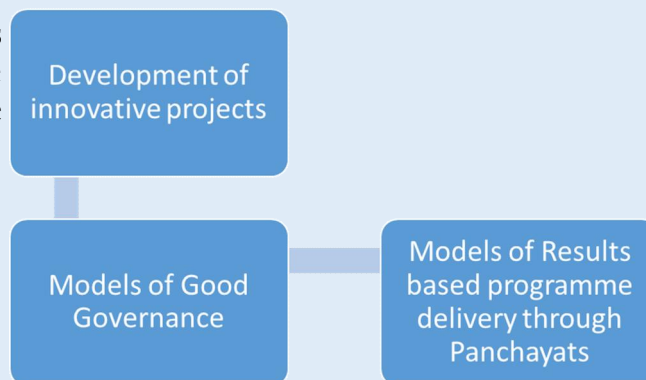 Development of
innovative projects
Models of Good
Governance
Models of Results
based programme
delivery through
Panchayats